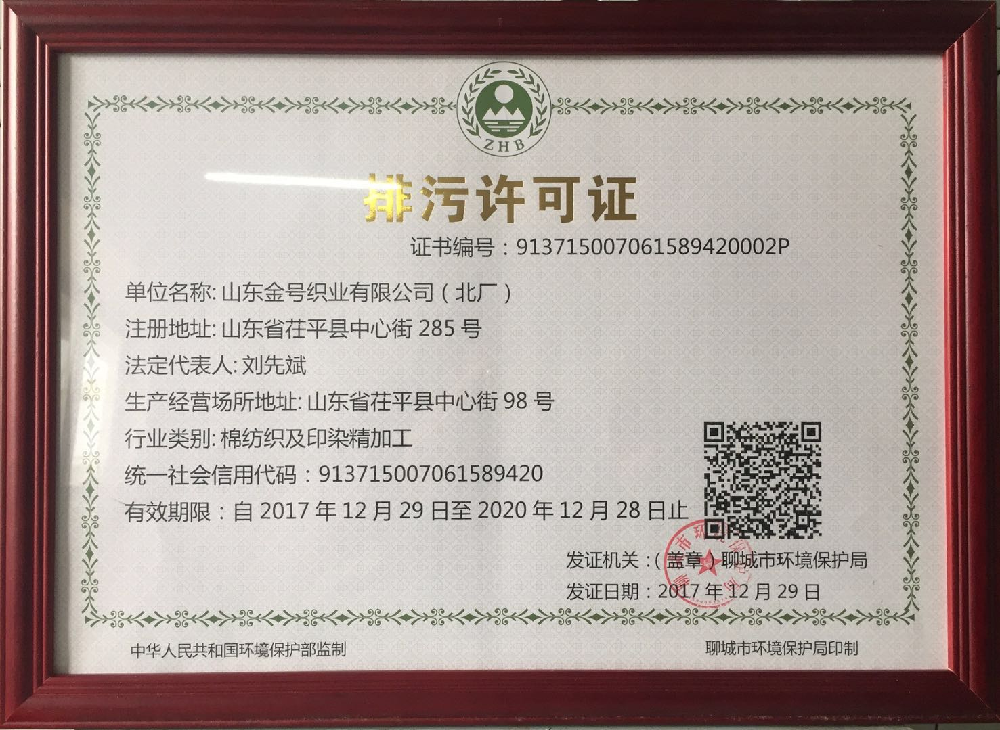 ZHB
排污许可证
证书编号：913715007061589420002P
单位名称: 山东金号织业有限公司（北厂）
注册地址: 山东省茌平县中心街 285 号
法定代表人: 刘先斌
生产经营场所地址: 山东省茌平县中心街 98 号
行业类别: 棉纺织及印染精加工
统一社会信用代码：913715007061589420
有效期限：自 2017 年 12 月 29 日至 2020 年 12 月 28 日止
发证机关：（盖章）聊城市环境保护局
发证日期：2017 年 12 月 29 日
中华人民共和国环境保护部监制
聊城市环境保护局印制